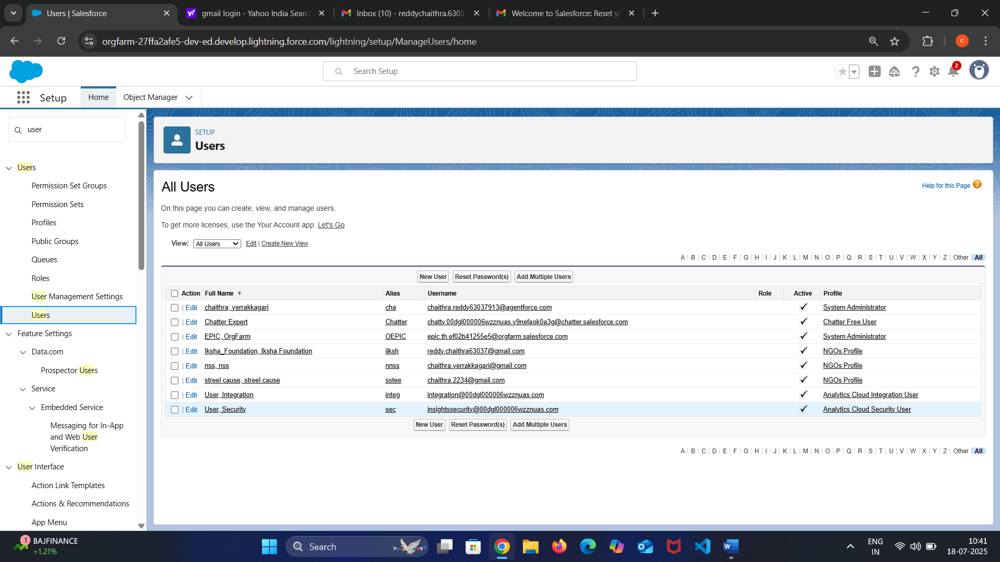 Users | Salesforce
gmail login - Yahoo India Searc
Inbox (10) - reddychaithra.6303
Welcome to Salesforce: Reset yo
orgfarm-27ffa2afe5-dev-ed.develop.lightning.force.com/lightning/setup/ManageUsers/home
c
Search Setup
2
Setup
Home
Object Manager
user
Users
Permission Set Groups
Permission Sets
Profiles
Public Groups
Queues
Roles
User Management Settings
Users
Feature Settings
Data.com
Prospector Users
Service
Embedded Service
Messaging for In-App
and Web User
Verification
User Interface
Action Link Templates
Actions & Recommendations
App Menu
SETUP
Users
All Users
Help for this Page
On this page you can create, view, and manage users.
To get more licenses, use the Your Account app. Let's Go
View: All Users Edit | Create New View
A B C D E F G H I J K L M N O P Q R S T U V W X Y Z Other All
New User Reset Password(s) Add Multiple Users
Action Full Name ↑ Alias Username Role Active Profile
| Edit chaithra, yerrakkagari cha chaithra.reddy63037913@agentforce.com System Administrator
| Edit Chatter Expert Chatter chatty.00dgl000006wzznuas.y9nefaok0a3g@chatter.salesforce.com Chatter Free User
| Edit EPIC, OrgFarm OEPIC epic.th.ef02b41255e5@orgfarm.salesforce.com System Administrator
| Edit Iksha_Foundation, Iksha Foundation iiksh reddy.chaithra63037@gmail.com NGOs Profile
| Edit nss, nss nnss chaithra.yerrakkagari@gmail.com NGOs Profile
| Edit streel cause, streel cause sstee chaithra.2234@gmail.com NGOs Profile
| Edit User, Integration integ integration@00dgl000006wzznuas.com Analytics Cloud Integration User
| Edit User, Security sec insightssecurity@00dgl000006wzznuas.com Analytics Cloud Security User
New User Reset Password(s) Add Multiple Users
A B C D E F G H I J K L M N O P Q R S T U V W X Y Z Other All
1
BAJFINANCE
+1.21%
Search
ENG
IN
10:41
18-07-2025